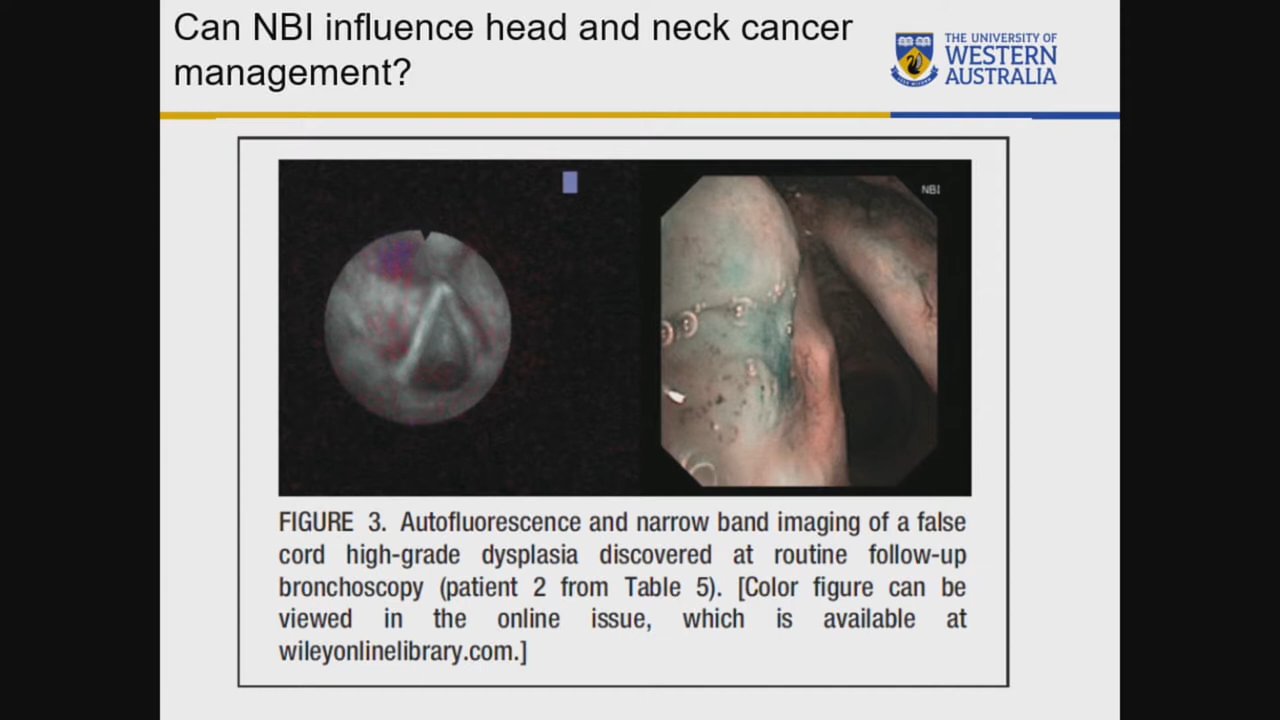 Can NBI influence head and neck cancer
management?
THE UNIVERSITY OF
WESTERN
AUSTRALIA
NBI
FIGURE 3. Autofluorescence and narrow band imaging of a false
cord high-grade dysplasia discovered at routine follow-up
bronchoscopy (patient 2 from Table 5). [Color figure can be
viewed in the online issue, which is available at
wileyonlinelibrary.com.]